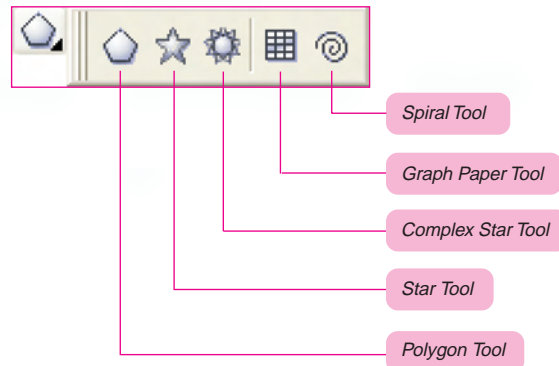 Spiral Tool
Graph Paper Tool
Complex Star Tool
Star Tool
Polygon Tool